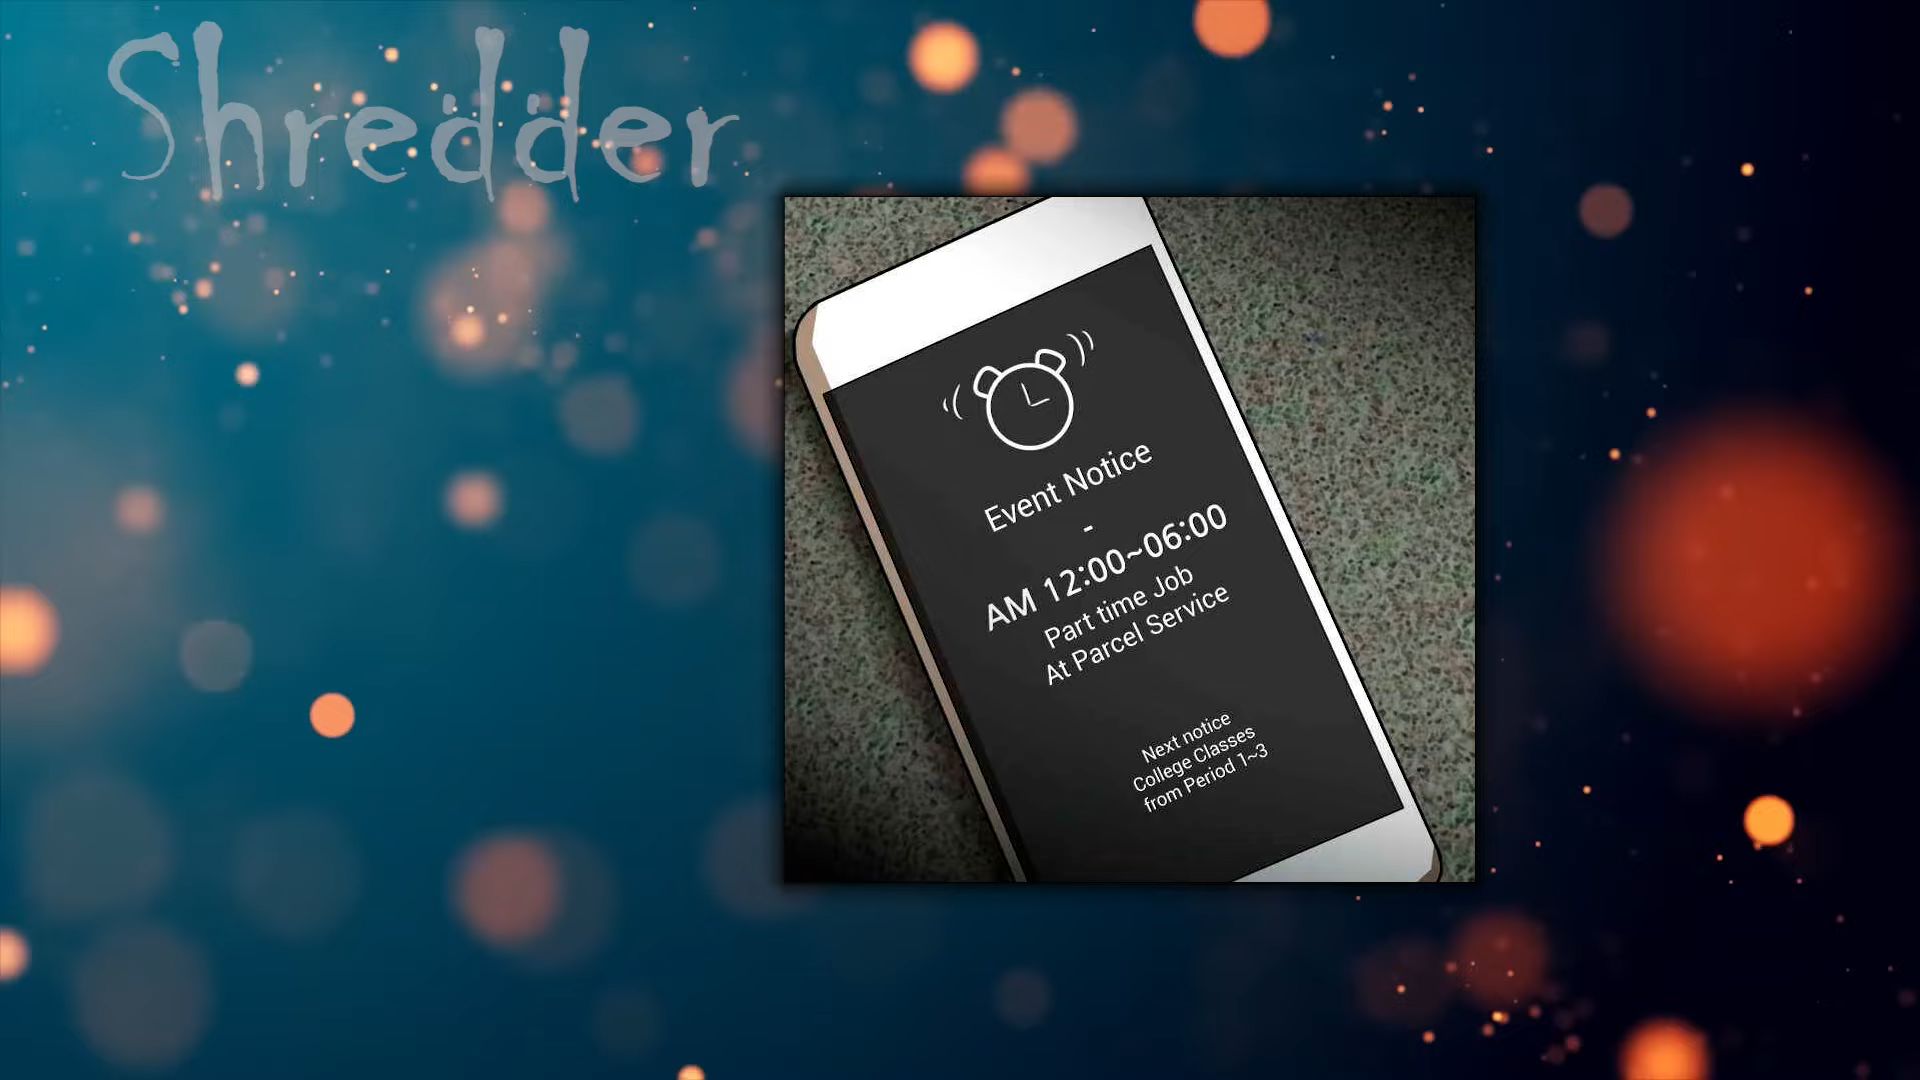 Shredder
Event Notice
-
AM 12:00~06:00
Part time Job
At Parcel Service
Next notice
College Classes
from Period 1~3